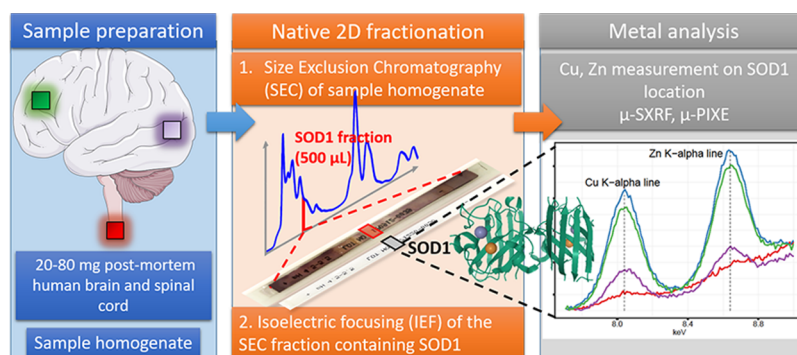 Sample preparation
20-80 mg post-mortem
human brain and spinal
cord
Sample homogenate
Native 2D fractionation
1. Size Exclusion Chromatography
(SEC) of sample homogenate
SOD1 fraction
(500 µL)
SOD1
2. Isoelectric focusing (IEF) of the
SEC fraction containing SOD1
Metal analysis
Cu, Zn measurement on SOD1
location
µ-SXRF, µ-PIXE
Zn K-alpha line
Cu K-alpha line
8.0 8.4 8.8
keV